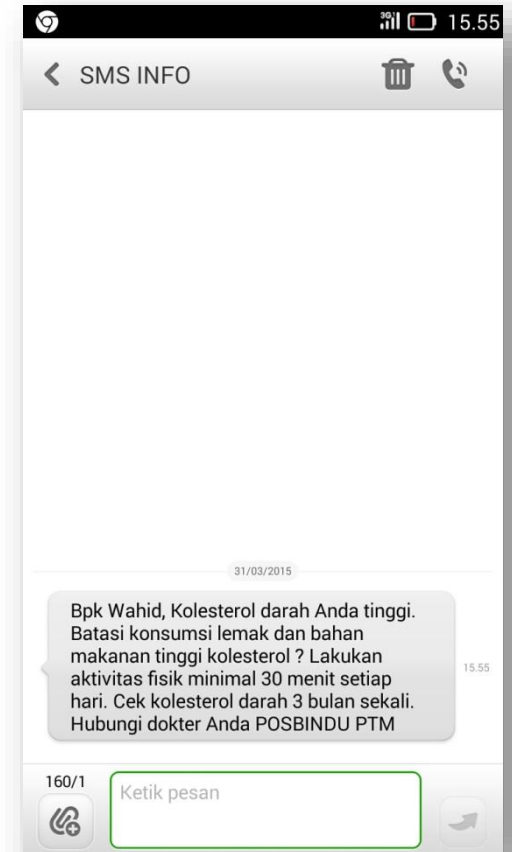 3G
15.55
SMS INFO
31/03/2015
Bpk Wahid, Kolesterol darah Anda tinggi.
Batasi konsumsi lemak dan bahan
makanan tinggi kolesterol ? Lakukan
aktivitas fisik minimal 30 menit setiap
hari. Cek kolesterol darah 3 bulan sekali.
Hubungi dokter Anda POSBINDU PTM
15.55
160/1
Ketik pesan